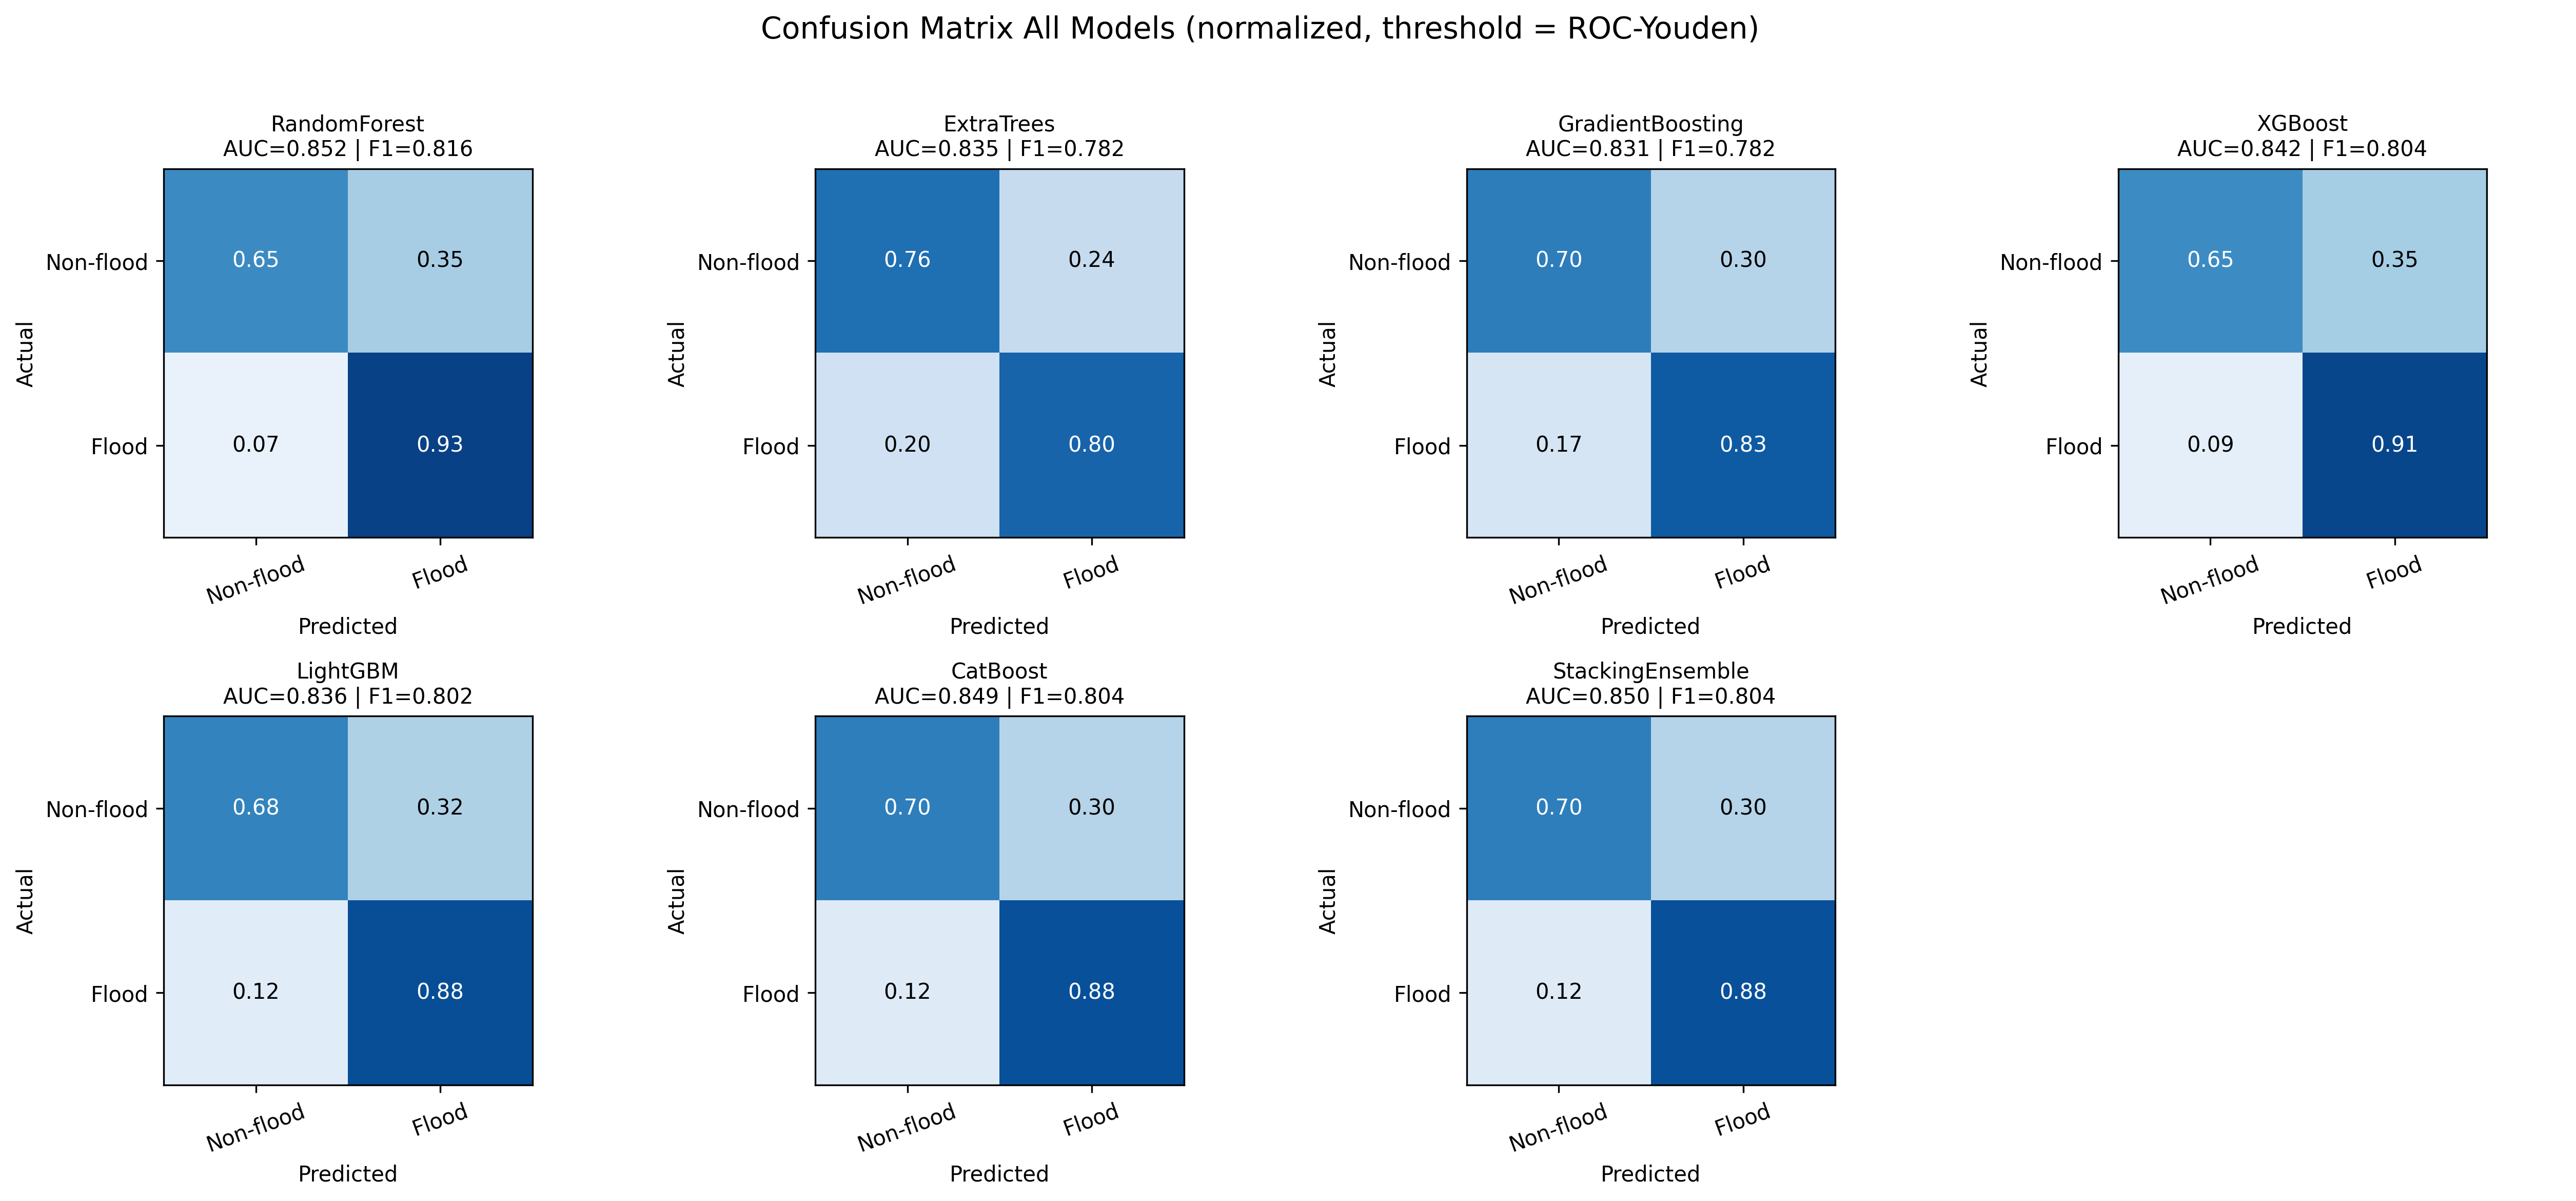 Confusion Matrix All Models (normalized, threshold = ROC-Youden)
RandomForest
AUC=0.852 | F1=0.816
Non-flood
0.65
0.35
Actual
Flood
0.07
0.93
Non-flood
Flood
Predicted
ExtraTrees
AUC=0.835 | F1=0.782
Non-flood
0.76
0.24
Actual
Flood
0.20
0.80
Non-flood
Flood
Predicted
GradientBoosting
AUC=0.831 | F1=0.782
Non-flood
0.70
0.30
Actual
Flood
0.17
0.83
Non-flood
Flood
Predicted
XGBoost
AUC=0.842 | F1=0.804
Non-flood
0.65
0.35
Actual
Flood
0.09
0.91
Non-flood
Flood
Predicted
LightGBM
AUC=0.836 | F1=0.802
Non-flood
0.68
0.32
Actual
Flood
0.12
0.88
Non-flood
Flood
Predicted
CatBoost
AUC=0.849 | F1=0.804
Non-flood
0.70
0.30
Actual
Flood
0.12
0.88
Non-flood
Flood
Predicted
StackingEnsemble
AUC=0.850 | F1=0.804
Non-flood
0.70
0.30
Actual
Flood
0.12
0.88
Non-flood
Flood
Predicted